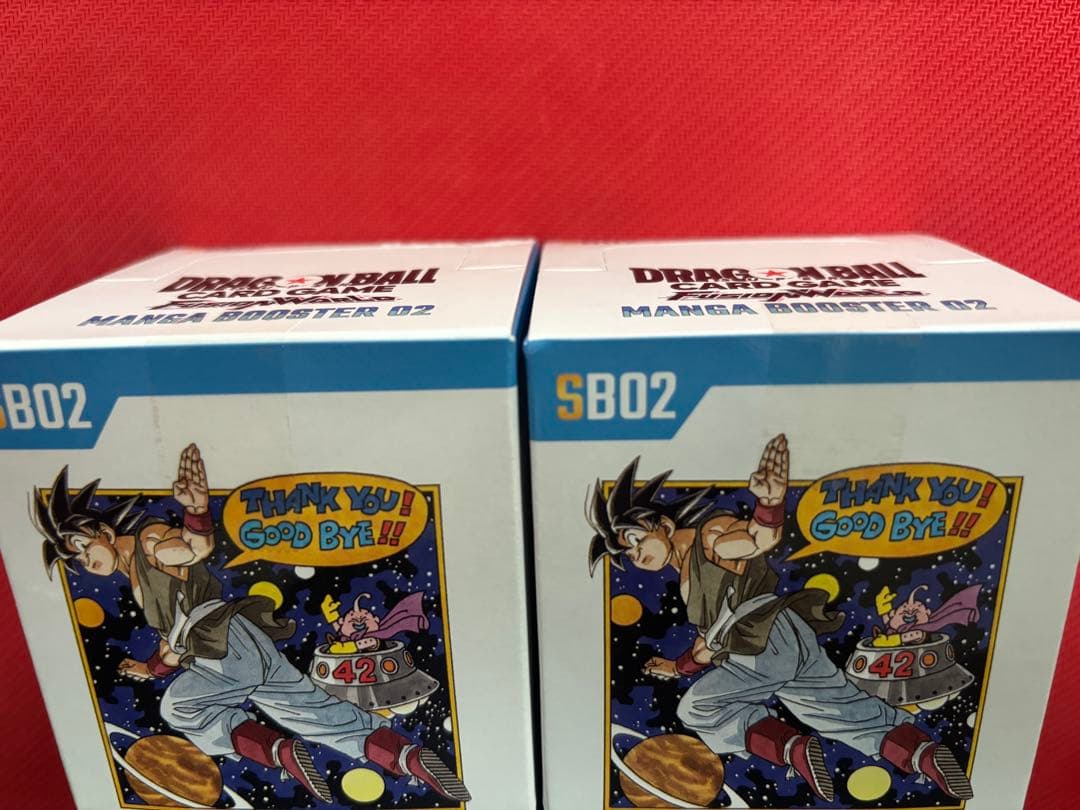 DRAGON BALL
CARD GAME
Fusion World
MANGA BOOSTER 02
SB02
THANK YOU!
GOOD BYE!!
42
DRAGON BALL
CARD GAME
Fusion World
MANGA BOOSTER 02
SB02
THANK YOU!
GOOD BYE!!
42